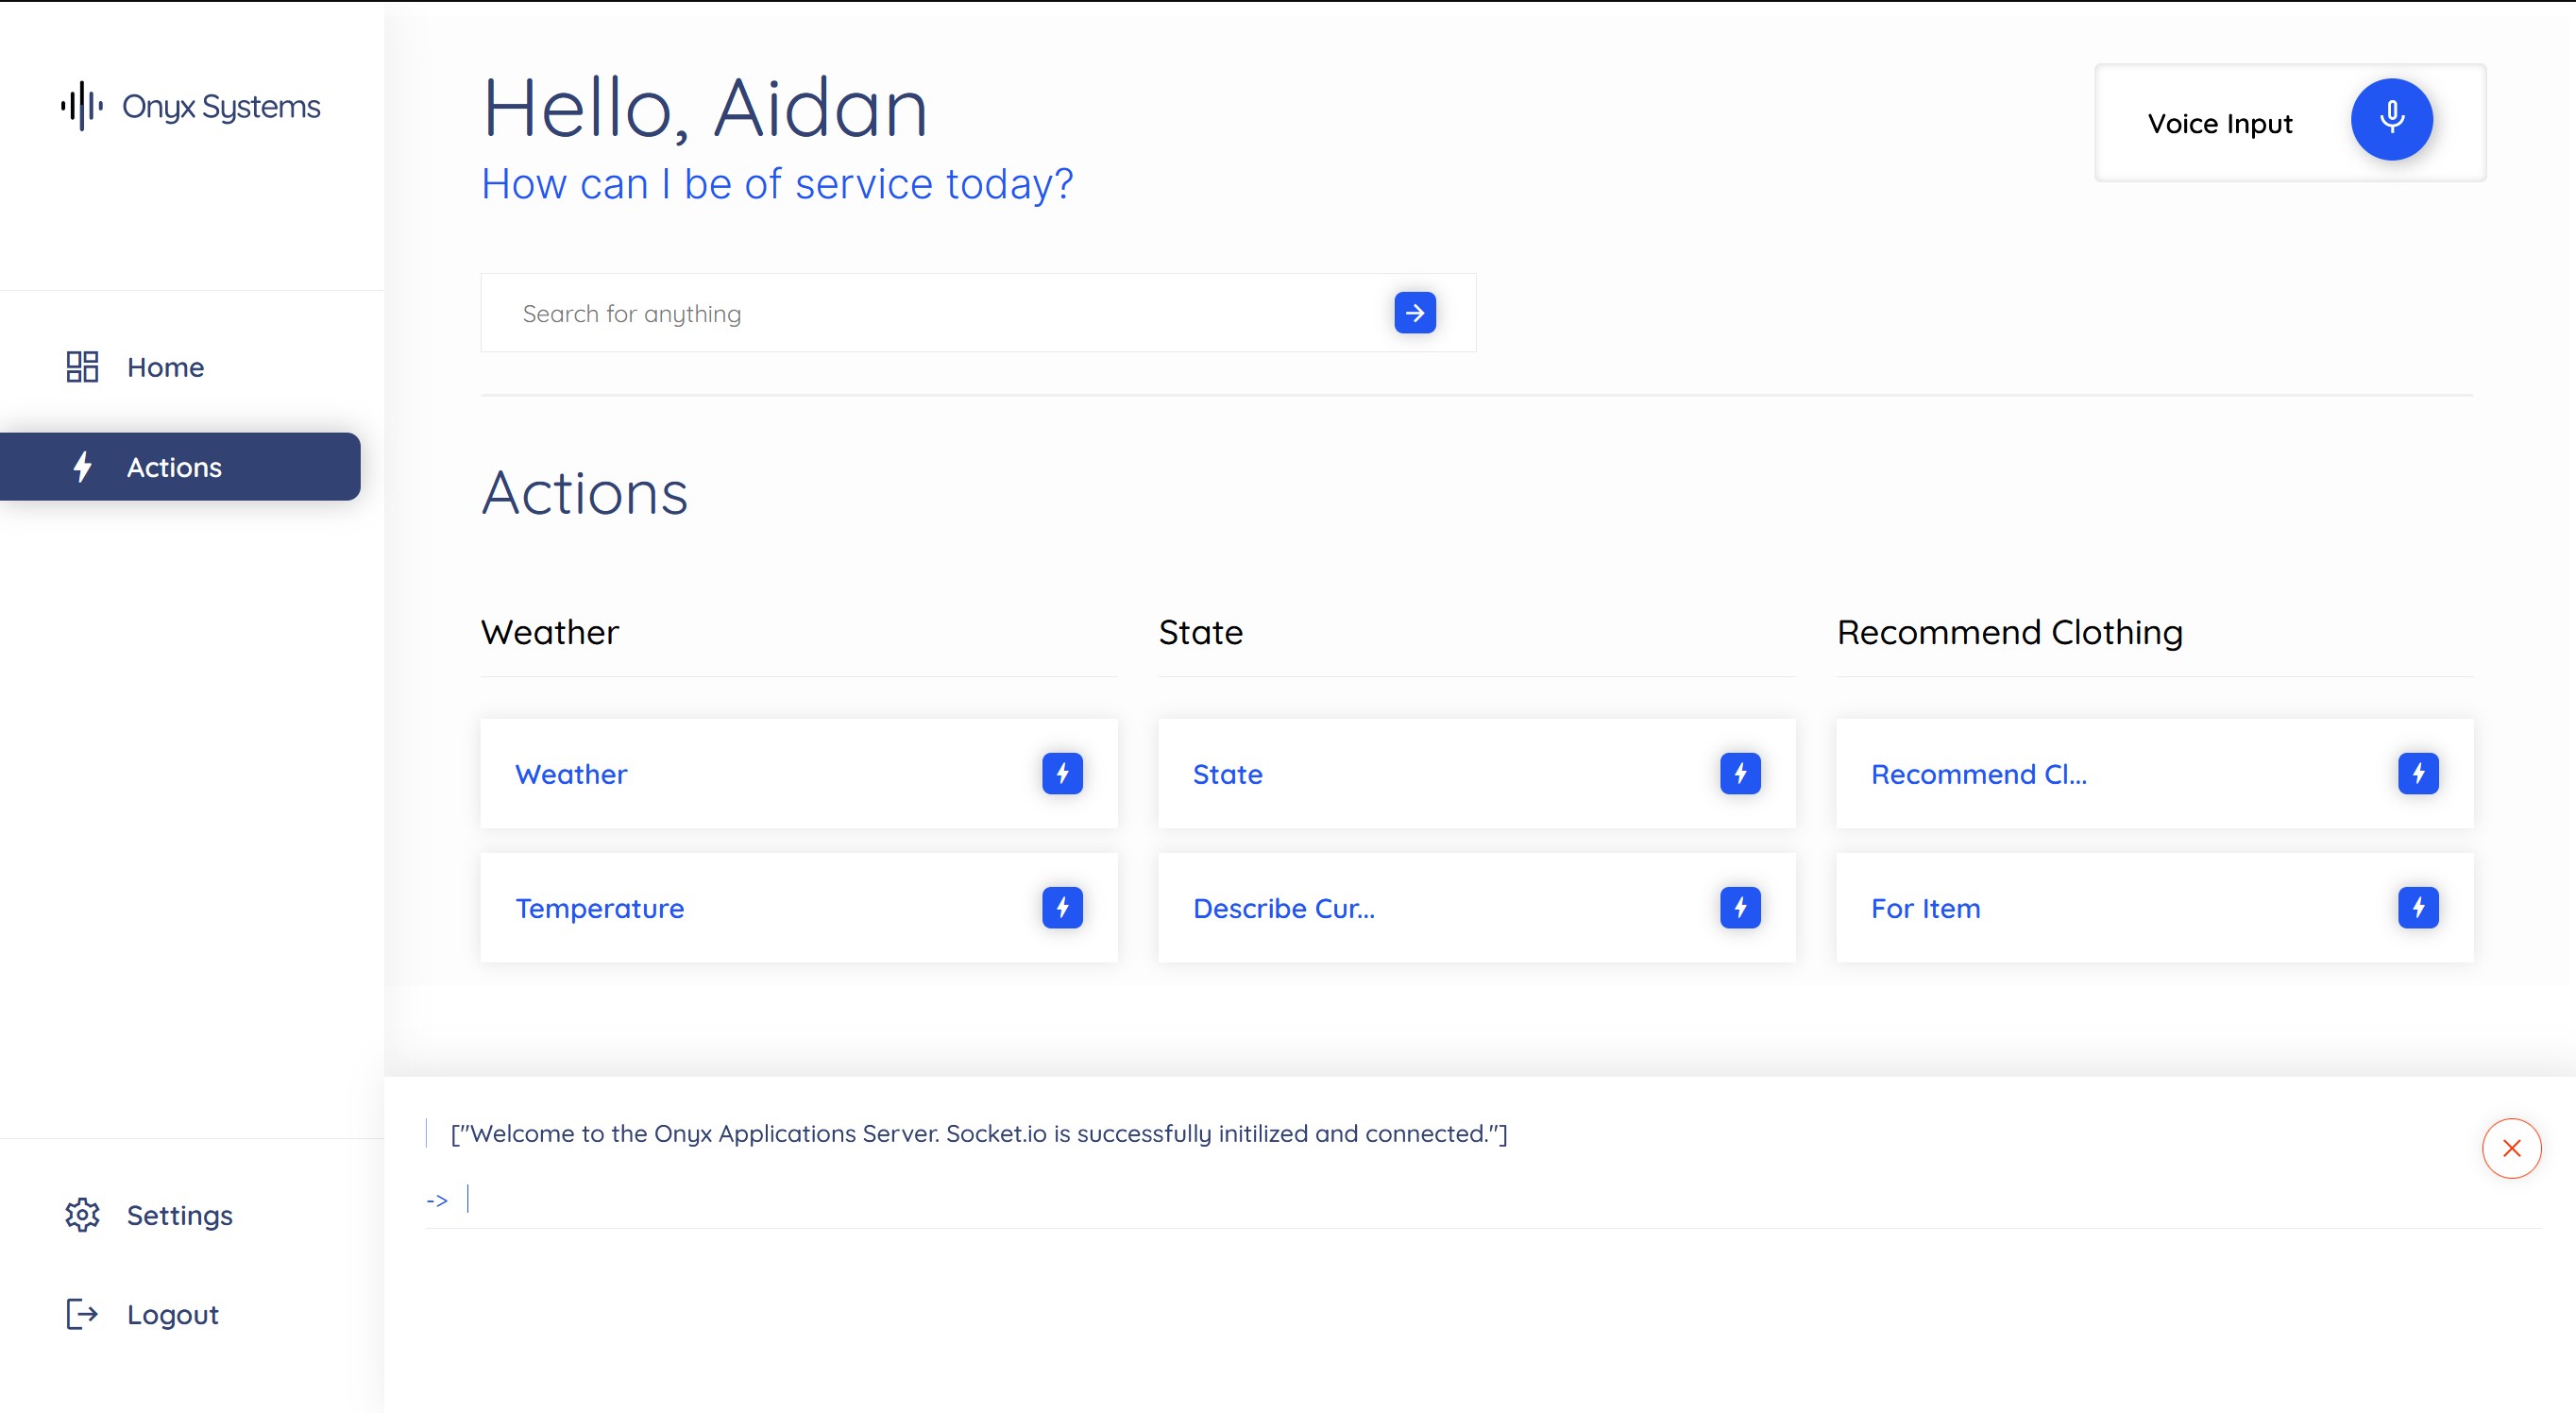 Onyx Systems
Home
Actions
Settings
Logout
Hello, Aidan
How can I be of service today?
Voice Input
Search for anything
Actions
Weather
Weather
Temperature
State
State
Describe Cur...
Recommend Clothing
Recommend Cl...
For Item
["Welcome to the Onyx Applications Server. Socket.io is successfully initilized and connected."]
->